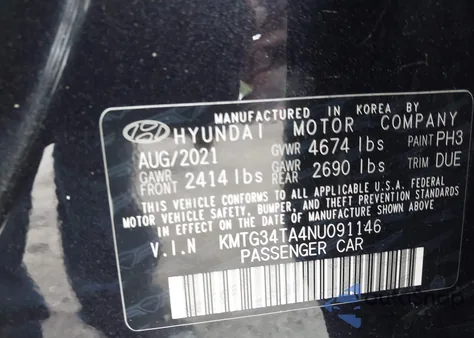 MANUFACTURED IN KOREA BY
HYUNDAI MOTOR COMPANY
AUG/2021 GVWR 4674 lbs PAINT PH3
GAWR FRONT 2414 lbs GAWR REAR 2690 lbs TRIM DUE
THIS VEHICLE CONFORMS TO ALL APPLICABLE U.S.A. FEDERAL
MOTOR VEHICLE SAFETY, BUMPER, AND THEFT PREVENTION STANDARDS
IN EFFECT ON THE DATE OF MANUFACTURE SHOWN ABOVE.
V.I.N KMTG34TA4NU091146
PASSENGER CAR